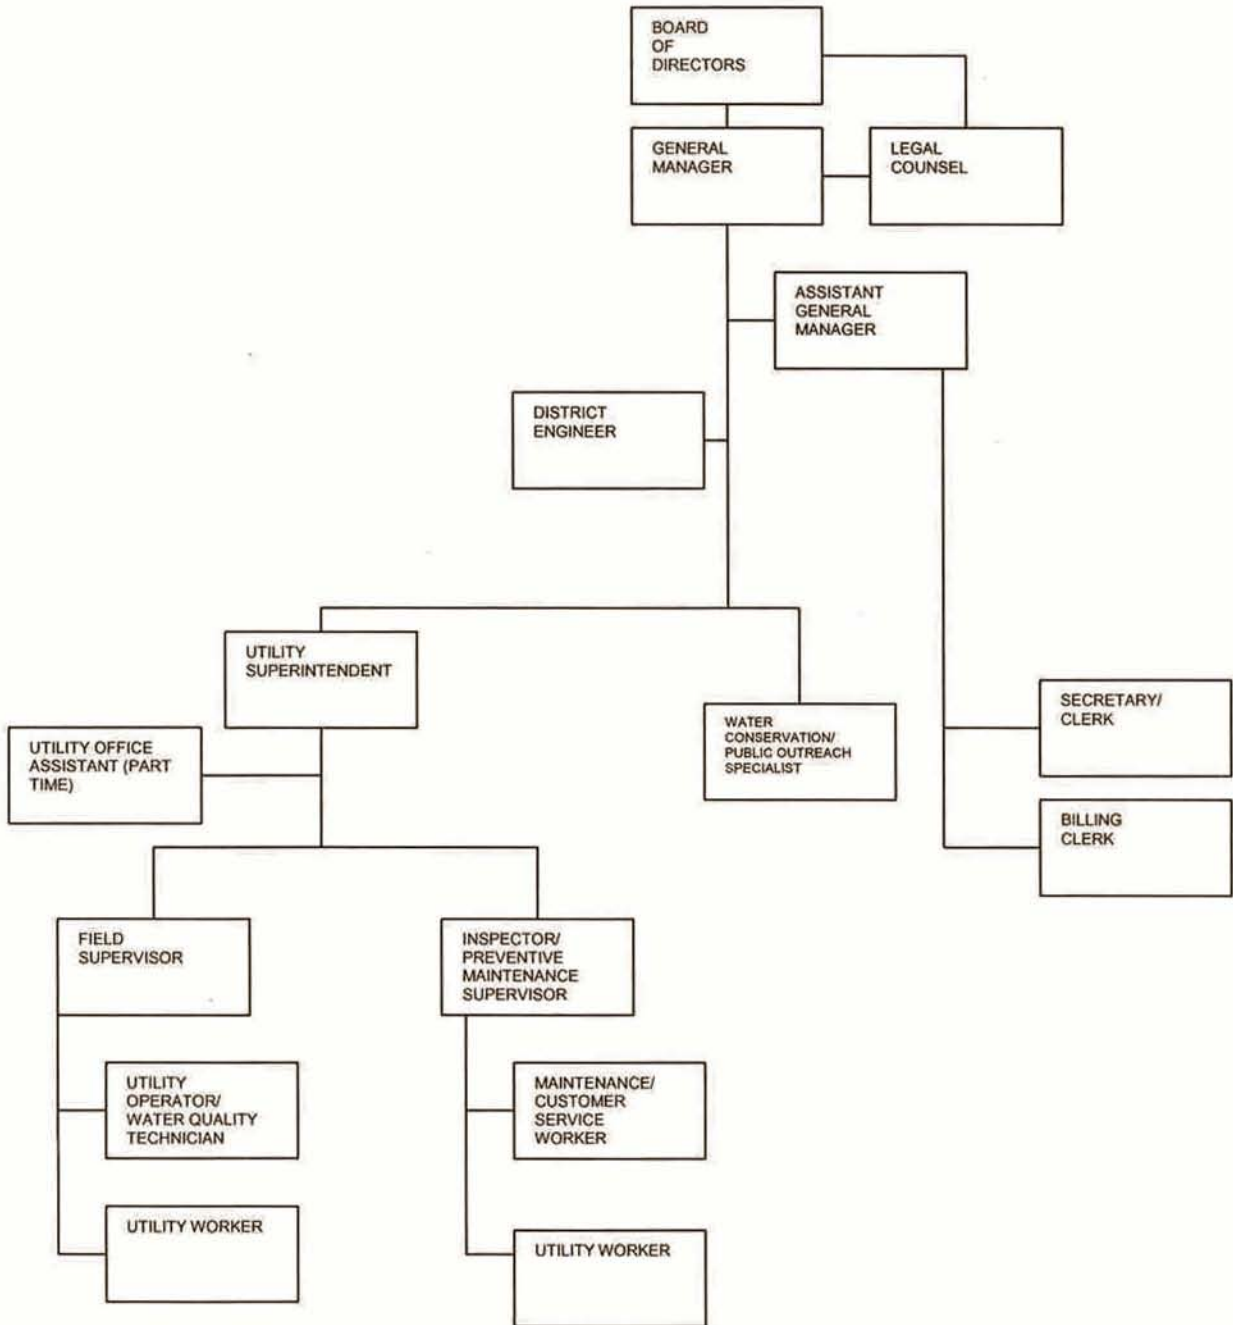 BOARD
OF
DIRECTORS
GENERAL
MANAGER
LEGAL
COUNSEL
ASSISTANT
GENERAL
MANAGER
DISTRICT
ENGINEER
UTILITY
SUPERINTENDENT
WATER
CONSERVATION/
PUBLIC OUTREACH
SPECIALIST
SECRETARY/
CLERK
UTILITY OFFICE
ASSISTANT (PART
TIME)
BILLING
CLERK
FIELD
SUPERVISOR
INSPECTOR/
PREVENTIVE
MAINTENANCE
SUPERVISOR
UTILITY
OPERATOR/
WATER QUALITY
TECHNICIAN
MAINTENANCE/
CUSTOMER
SERVICE
WORKER
UTILITY WORKER
UTILITY WORKER